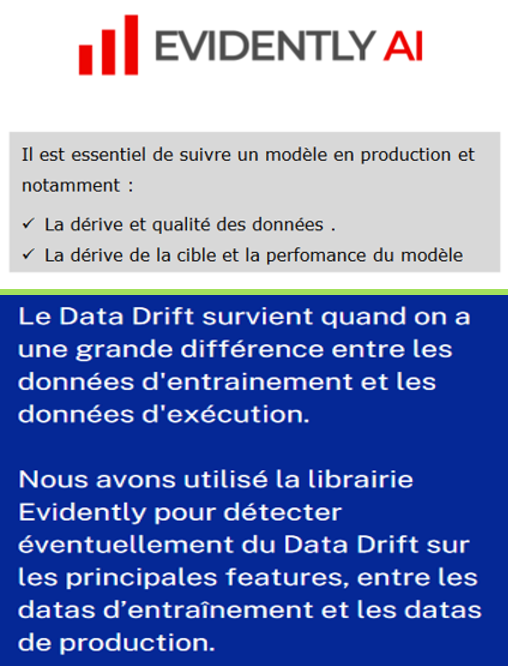 EVIDENTLY AI
Il est essentiel de suivre un modèle en production et
notamment :
✓ La dérive et qualité des données .
✓ La dérive de la cible et la perfomance du modèle
Le Data Drift survient quand on a
une grande différence entre les
données d'entrainement et les
données d'exécution.
Nous avons utilisé la librairie
Evidently pour détecter
éventuellement du Data Drift sur
les principales features, entre les
datas d’entraînement et les datas
de production.